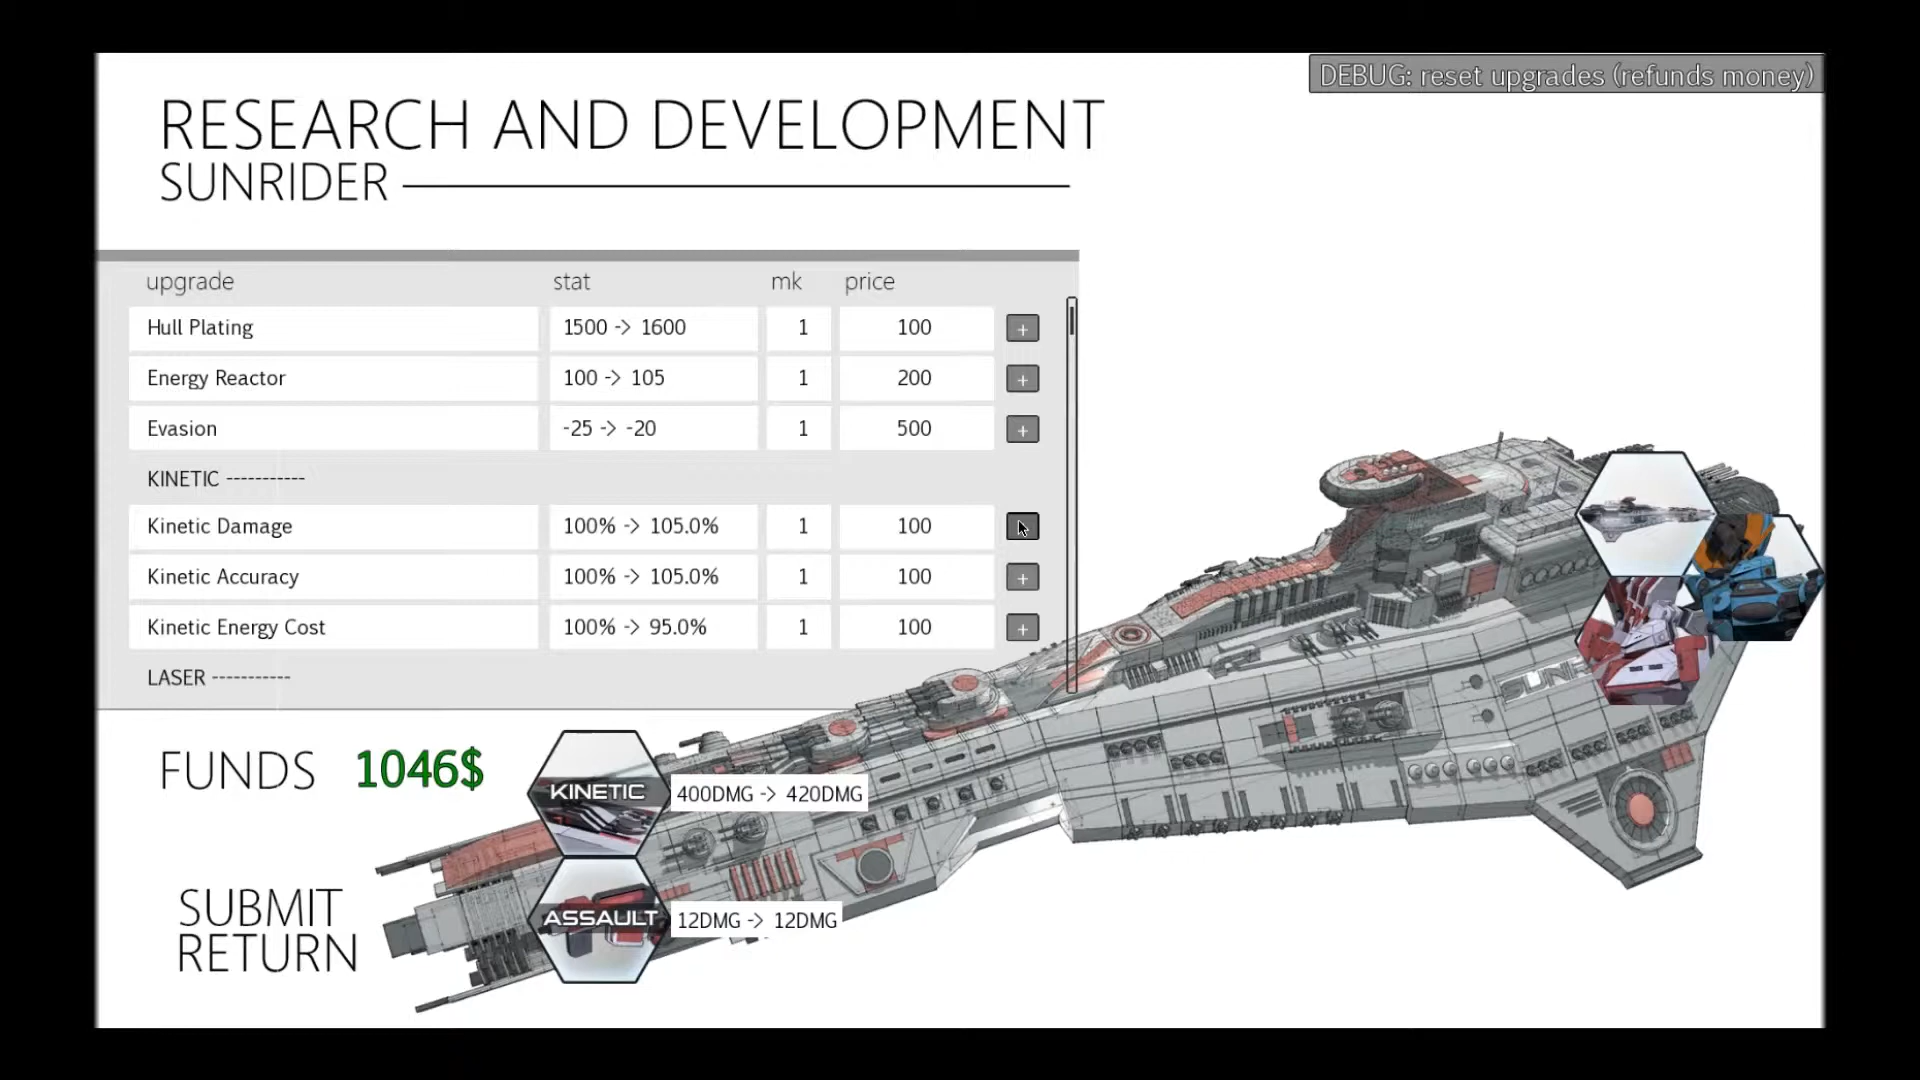 DEBUG: reset upgrades (refunds money)
RESEARCH AND DEVELOPMENT
SUNRIDER
upgrade stat mk price
Hull Plating 1500 -> 1600 1 100 +
Energy Reactor 100 -> 105 1 200 +
Evasion -25 -> -20 1 500 +
KINETIC -----------
Kinetic Damage 100% -> 105.0% 1 100
Kinetic Accuracy 100% -> 105.0% 1 100 +
Kinetic Energy Cost 100% -> 95.0% 1 100 +
LASER -----------
FUNDS 1046$
KINETIC 400DMG -> 420DMG
ASSAULT 12DMG -> 12DMG
SUBMIT
RETURN